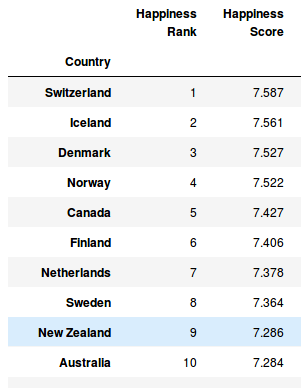 Happiness Happiness
Rank Score
Country
Switzerland 1 7.587
Iceland 2 7.561
Denmark 3 7.527
Norway 4 7.522
Canada 5 7.427
Finland 6 7.406
Netherlands 7 7.378
Sweden 8 7.364
New Zealand 9 7.286
Australia 10 7.284